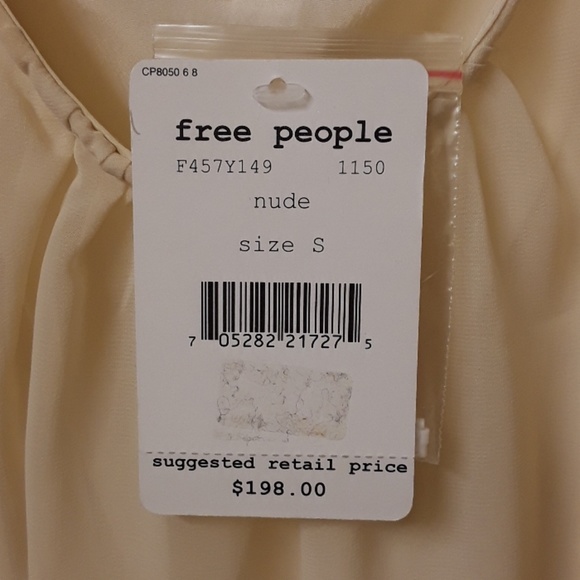 CP8050 6 8
free people
F457Y149 1150
nude
size S
7 05282 21727 5
suggested retail price
$198.00